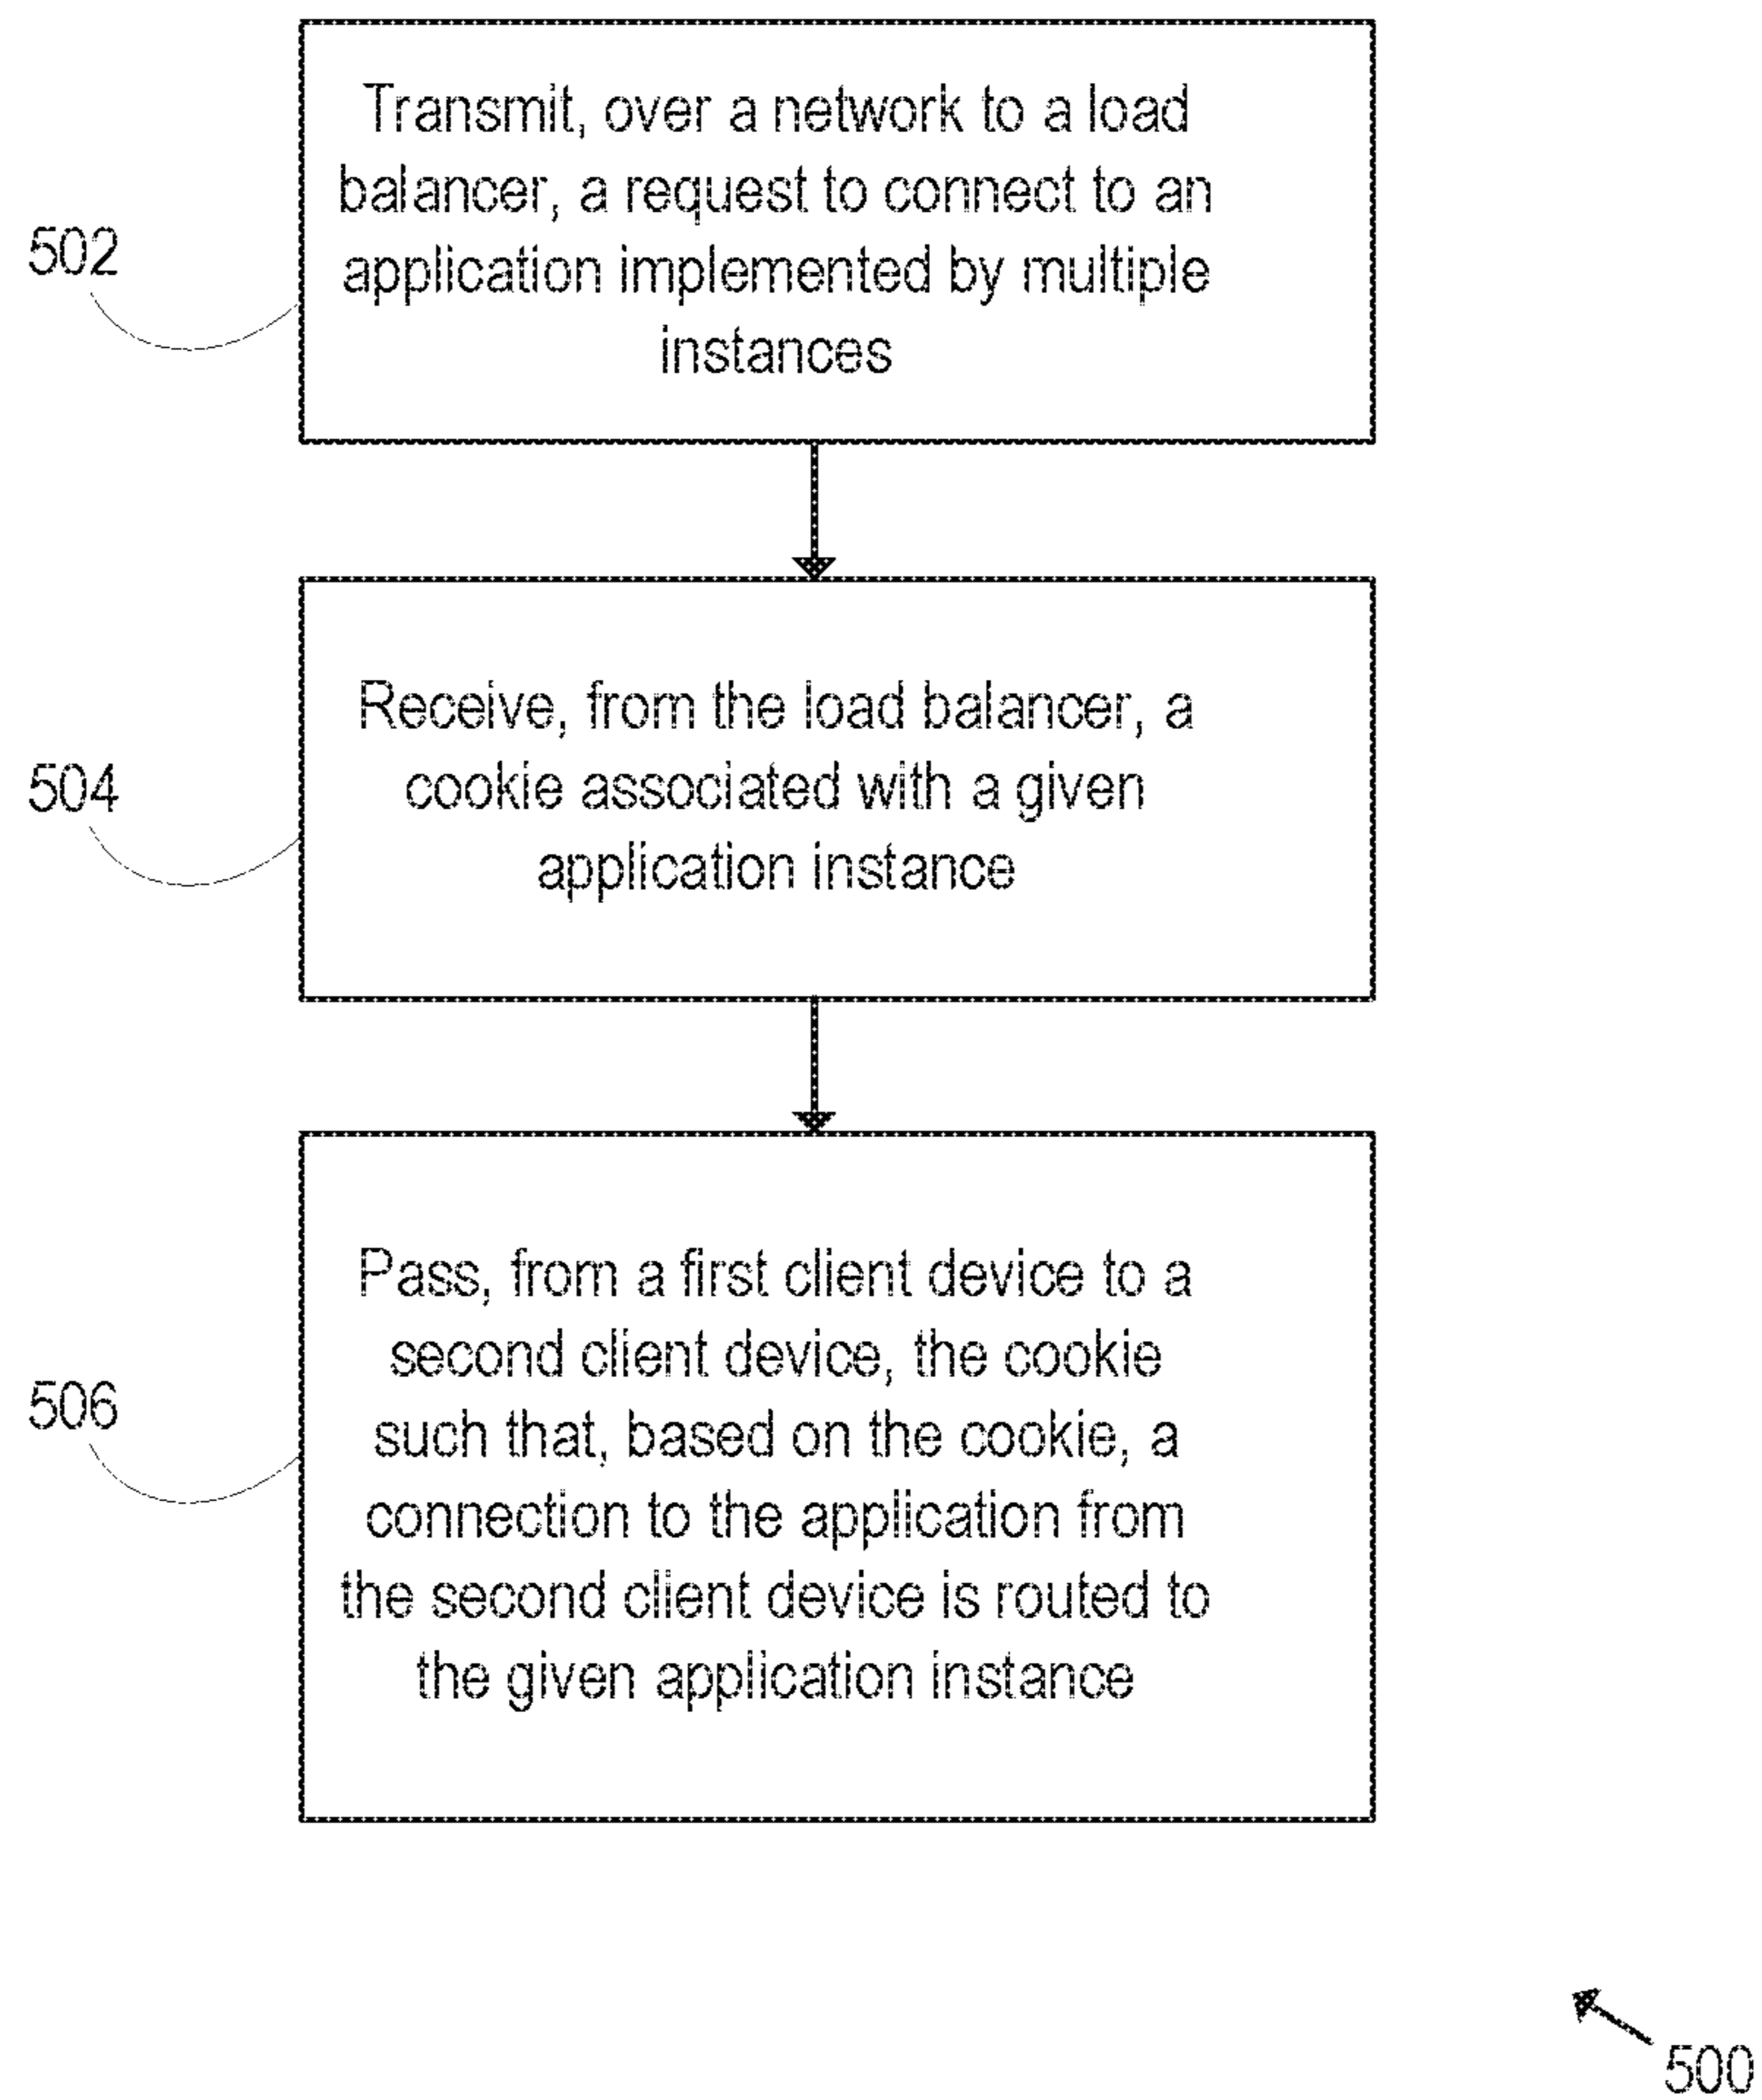 Transmit, over a network to a load
balancer, a request to connect to an
application implemented by multiple
instances
502
Receive, from the load balancer, a
cookie associated with a given
application instance
504
Pass, from a first client device to a
second client device, the cookie
such that, based on the cookie, a
connection to the application from
the second client device is routed to
the given application instance
506
500